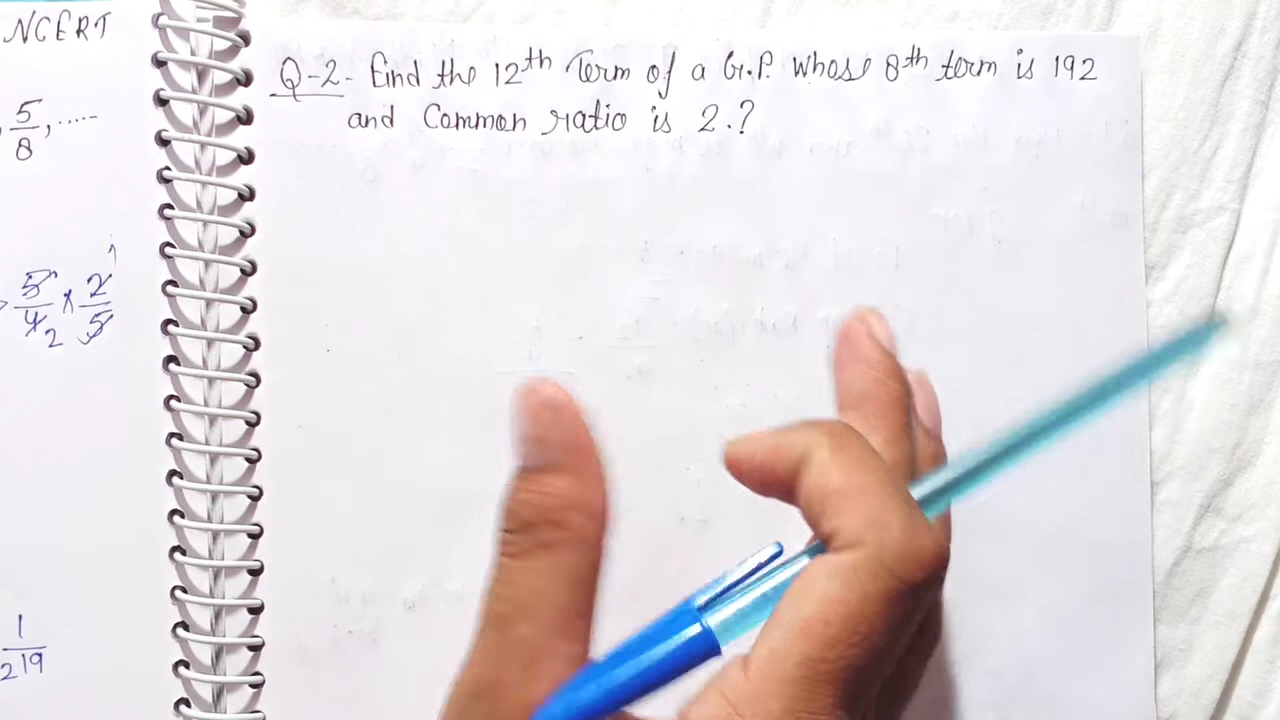 NCERT
, 5/8, .....
5/4 2 × 2/5 1
1/2 19
Q-2- Find the 12th Term of a G.P. whose 8th term is 192
and Common ratio is 2.?